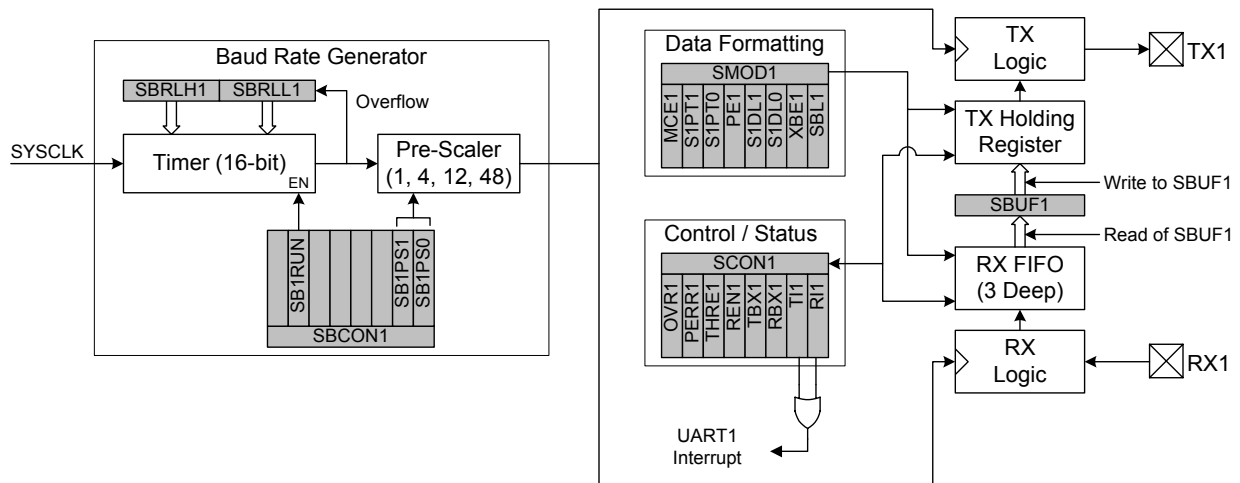 Baud Rate Generator
SBRLH1 SBRLL1
Overflow
SYSCLK
Timer (16-bit)
EN
Pre-Scaler
(1, 4, 12, 48)
SB1RUN
SB1PS1
SB1PS0
SBCON1
Data Formatting
SMOD1
MCE1
S1PT1
S1PT0
PE1
S1DL1
S1DL0
XBE1
SBL1
Control / Status
SCON1
OVR1
PERR1
THRE1
REN1
TBX1
RBX1
TI1
RI1
UART1
Interrupt
TX
Logic
TX1
TX Holding
Register
Write to SBUF1
SBUF1
Read of SBUF1
RX FIFO
(3 Deep)
RX
Logic
RX1